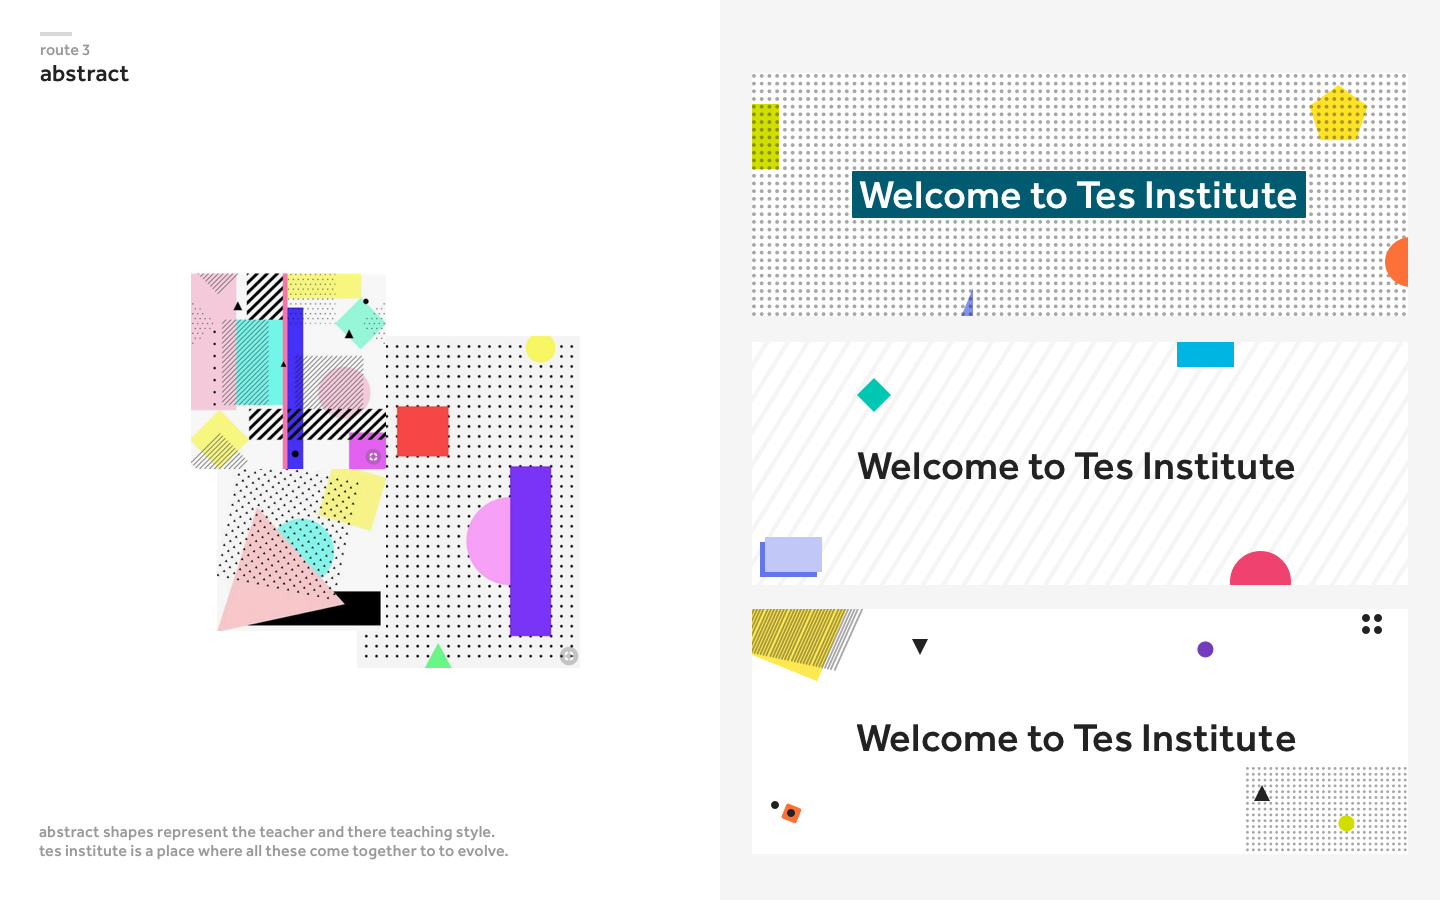 route 3
abstract
Welcome to Tes Institute
Welcome to Tes Institute
Welcome to Tes Institute
abstract shapes represent the teacher and there teaching style.
tes institute is a place where all these come together to to evolve.